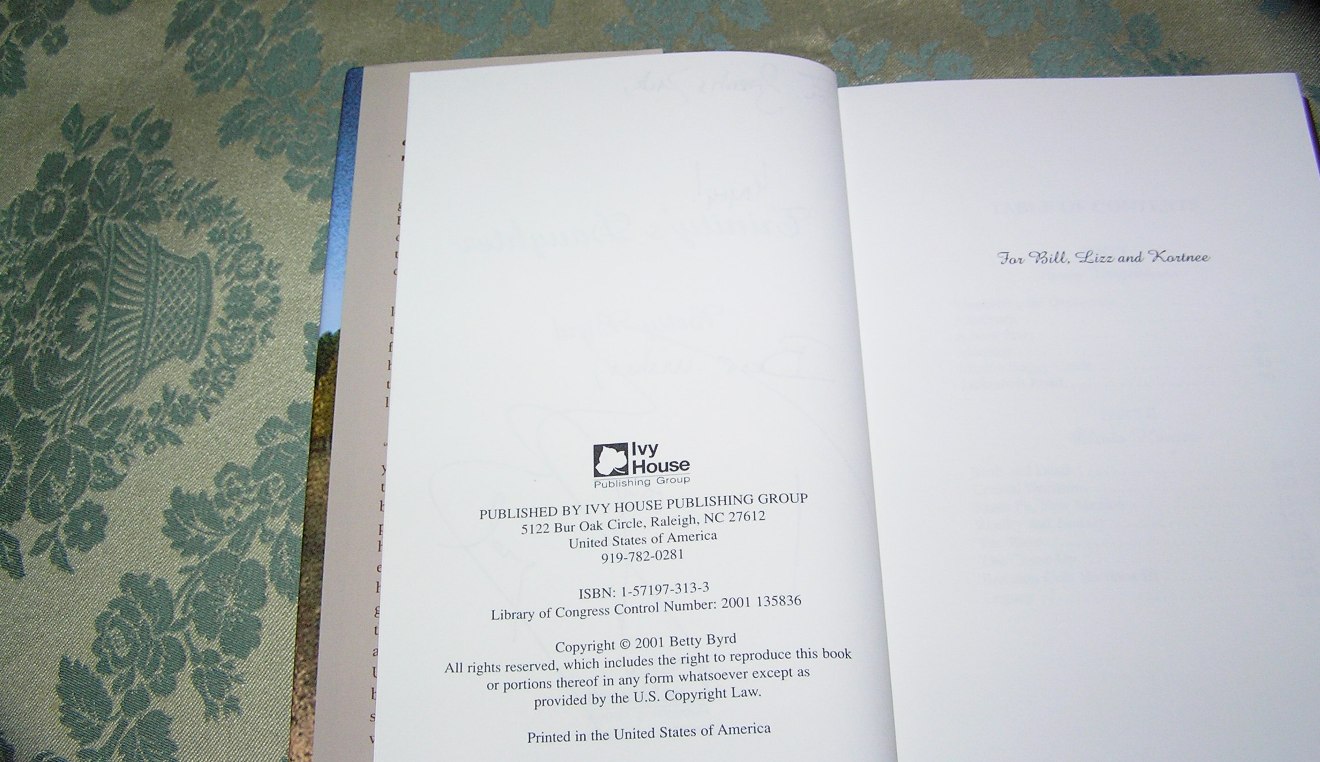 Ivy
House
Publishing Group
PUBLISHED BY IVY HOUSE PUBLISHING GROUP
5122 Bur Oak Circle, Raleigh, NC 27612
United States of America
919-782-0281
ISBN: 1-57197-313-3
Library of Congress Control Number: 2001 135836
Copyright © 2001 Betty Byrd
All rights reserved, which includes the right to reproduce this book
or portions thereof in any form whatsoever except as
provided by the U.S. Copyright Law.
Printed in the United States of America
For Bill, Lizz and Kortnee